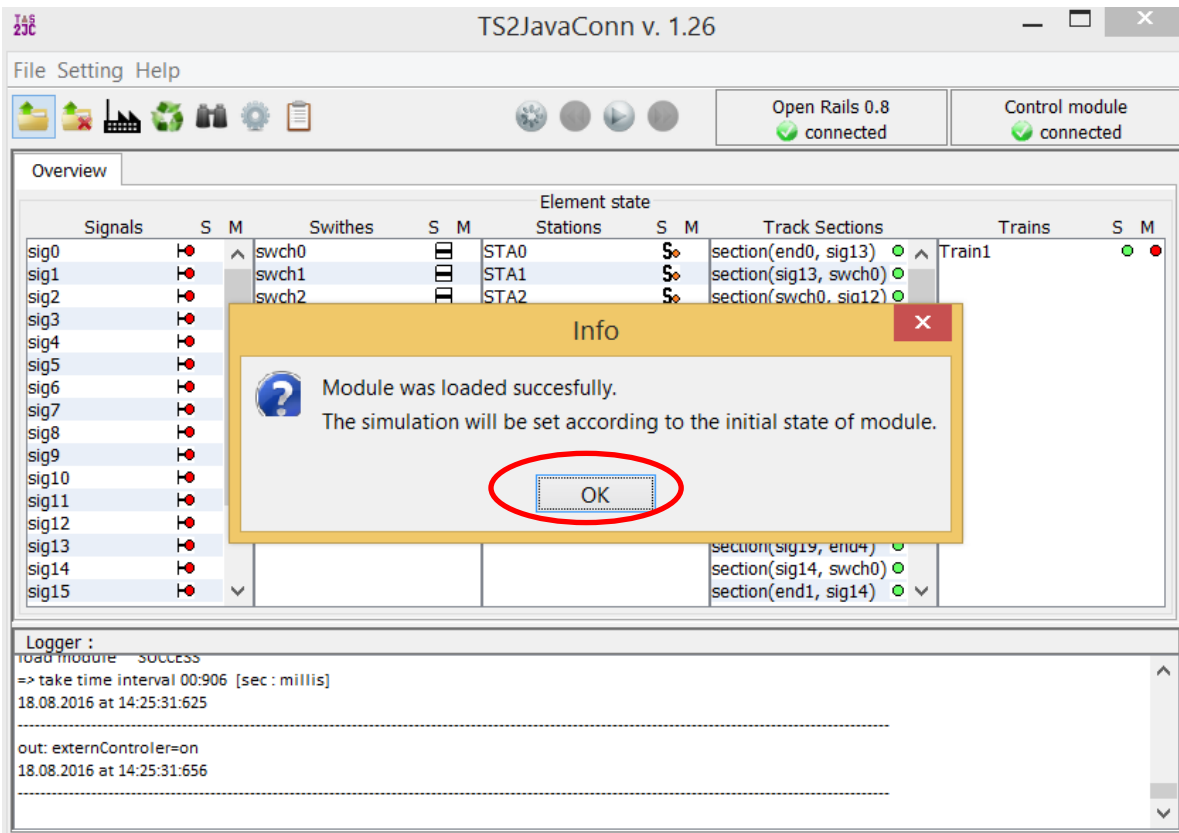 TS2JavaConn v. 1.26
File Setting Help
Open Rails 0.8
connected
Control module
connected
Overview
Element state
Signals S M Swithes S M Stations S M Track Sections Trains S M
sig0 swch0 STA0 section(end0, sig13) Train1
sig1 swch1 STA1 section(sig13, swch0)
sig2 swch2 STA2 section(swch0, sig12)
sig3
sig4
sig5
sig6
sig7
sig8
sig9
sig10
sig11
sig12
sig13 section(sig19, end4)
sig14 section(sig14, swch0)
sig15 section(end1, sig14)
Info
Module was loaded succesfully.
The simulation will be set according to the initial state of module.
OK
Logger :
load module SUCCESS
=> take time interval 00:906 [sec : millis]
18.08.2016 at 14:25:31:625
out: externControler=on
18.08.2016 at 14:25:31:656